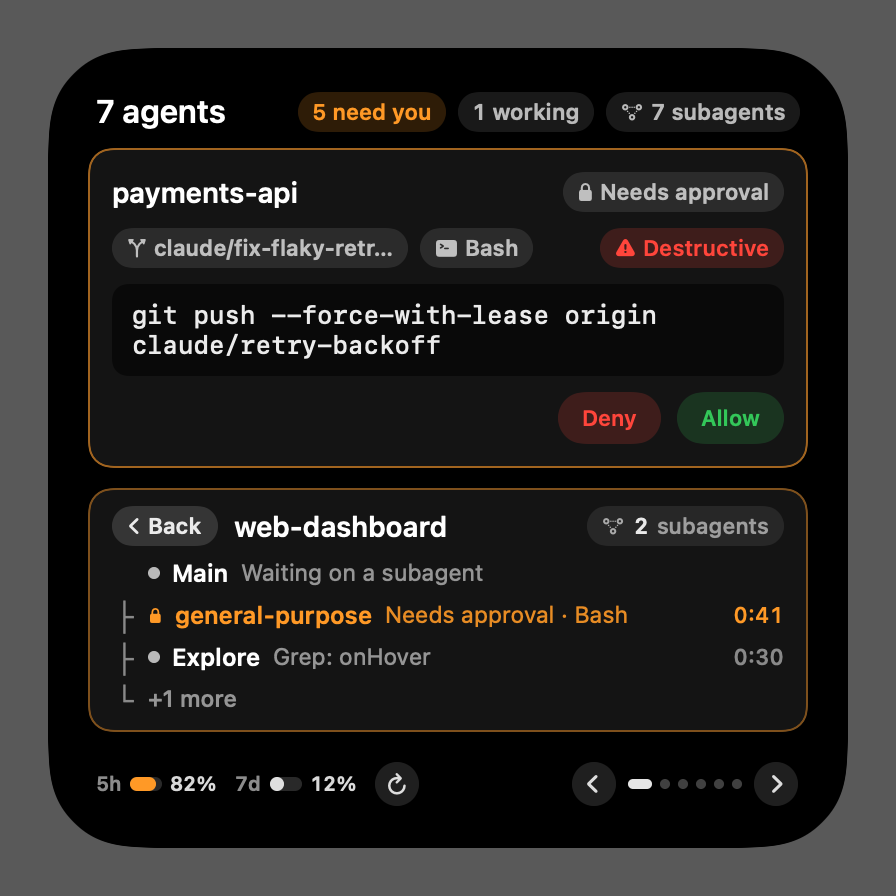 7 agents 5 need you 1 working 7 subagents
payments-api Needs approval
claude/fix-flaky-retr... Bash Destructive
git push --force-with-lease origin
claude/retry-backoff
Deny Allow
Back web-dashboard 2 subagents
Main Waiting on a subagent
general-purpose Needs approval · Bash 0:41
Explore Grep: onHover 0:30
+1 more
5h 82% 7d 12%